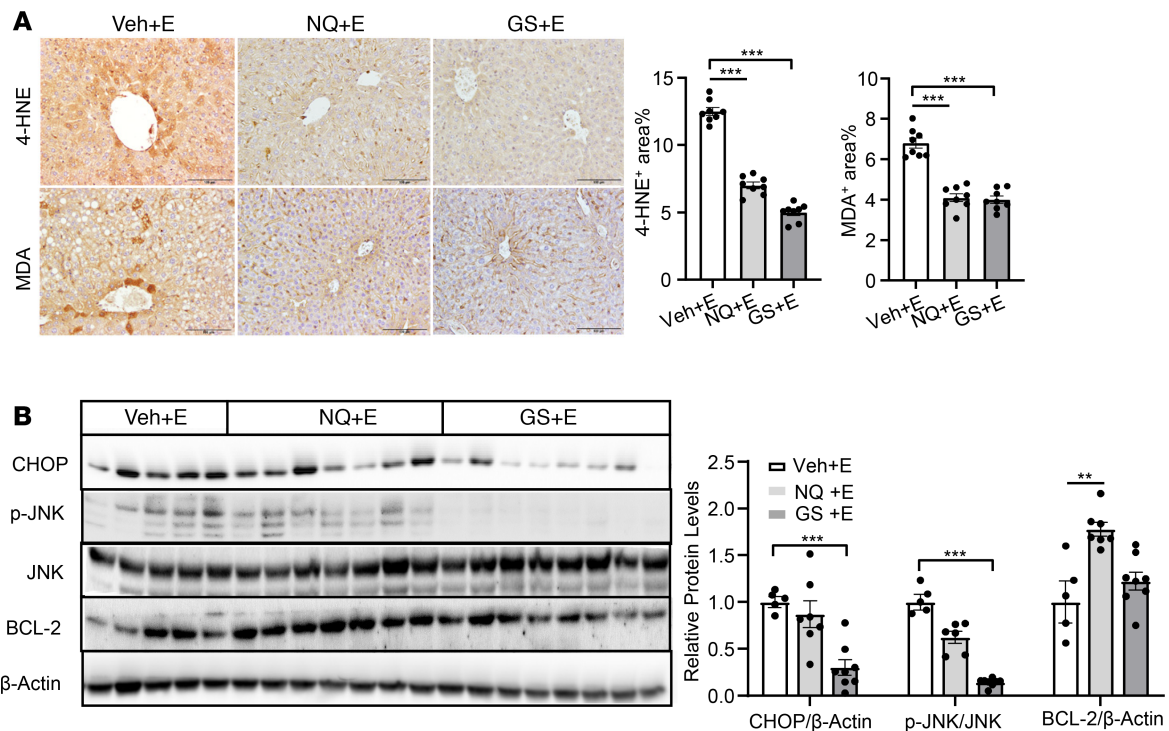 A
Veh+E NQ+E GS+E
4-HNE
MDA
15
10
5
0
4-HNE+ area%
***
***
Veh+E NQ+E GS+E
10
8
6
4
2
0
MDA+ area%
***
***
Veh+E NQ+E GS+E
B
Veh+E NQ+E GS+E
CHOP
p-JNK
JNK
BCL-2
β-Actin
2.5
2.0
1.5
1.0
0.5
0.0
Relative Protein Levels
Veh+E
NQ +E
GS +E
***
***
**
CHOP/β-Actin p-JNK/JNK BCL-2/β-Actin